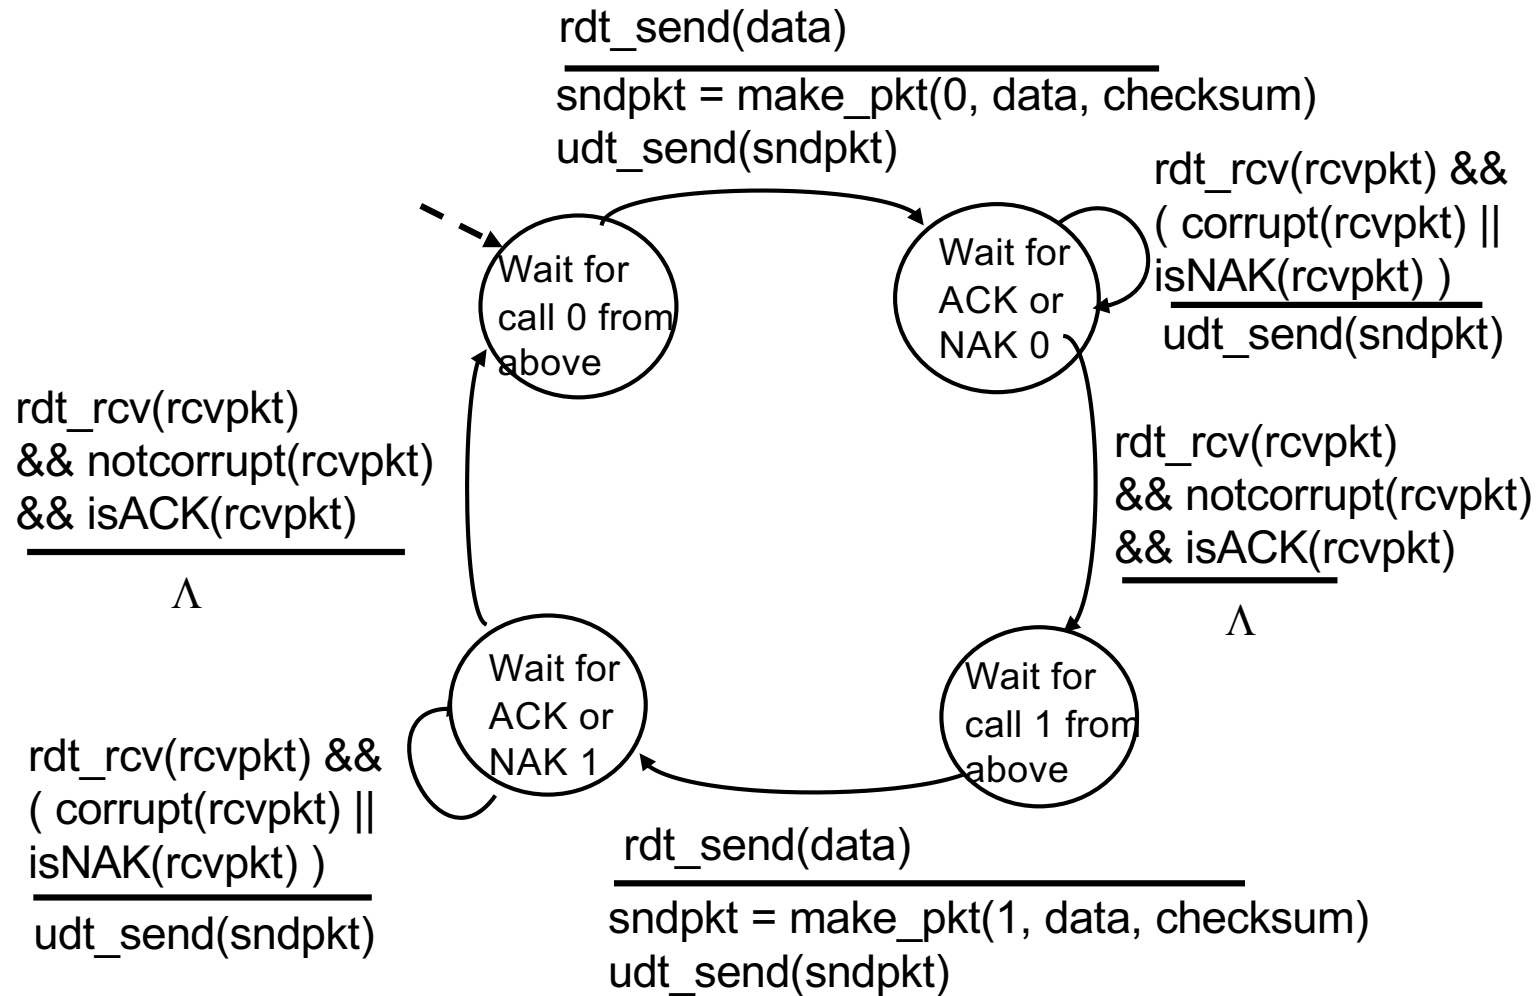 rdt_send(data)
sndpkt = make_pkt(0, data, checksum)
udt_send(sndpkt)
rdt_rcv(rcvpkt) &&
( corrupt(rcvpkt) ||
isNAK(rcvpkt) )
udt_send(sndpkt)
Wait for
call 0 from
above
Wait for
ACK or
NAK 0
rdt_rcv(rcvpkt)
&& notcorrupt(rcvpkt)
&& isACK(rcvpkt)
Λ
rdt_rcv(rcvpkt)
&& notcorrupt(rcvpkt)
&& isACK(rcvpkt)
Λ
Wait for
ACK or
NAK 1
Wait for
call 1 from
above
rdt_rcv(rcvpkt) &&
( corrupt(rcvpkt) ||
isNAK(rcvpkt) )
udt_send(sndpkt)
rdt_send(data)
sndpkt = make_pkt(1, data, checksum)
udt_send(sndpkt)